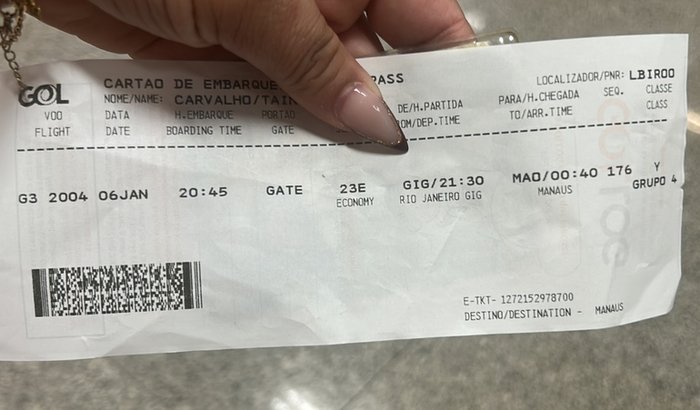 GOL
CARTAO DE EMBARQUE PASS LOCALIZADOR/PNR: LBIROO
NOME/NAME: CARVALHO/TAIN
VOO DATA H.EMBARQUE PORTAO DE/H.PARTIDA PARA/H.CHEGADA SEQ. CLASSE
FLIGHT DATE BOARDING TIME GATE OM/DEP.TIME TO/ARR.TIME CLASS
G3 2004 06JAN 20:45 GATE 23E GIG/21:30 MAO/00:40 176 Y
ECONOMY RIO JANEIRO GIG MANAUS GRUPO 4
E-TKT- 1272152978700
DESTINO/DESTINATION - MANAUS